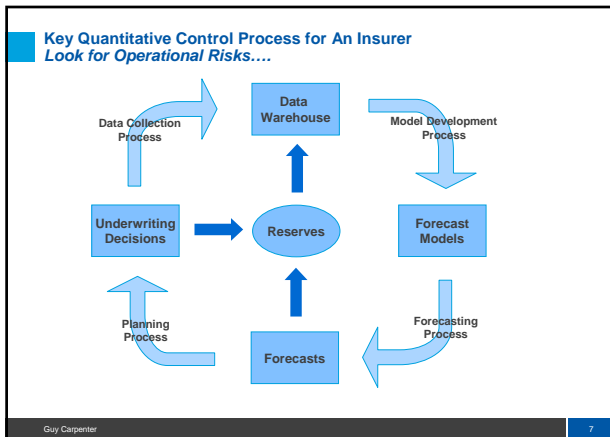 Key Quantitative Control Process for An Insurer
Look for Operational Risks….
Data
Warehouse
Data Collection
Process
Model Development
Process
Underwriting
Decisions
Reserves
Forecast
Models
Planning
Process
Forecasting
Process
Forecasts
Guy Carpenter
7